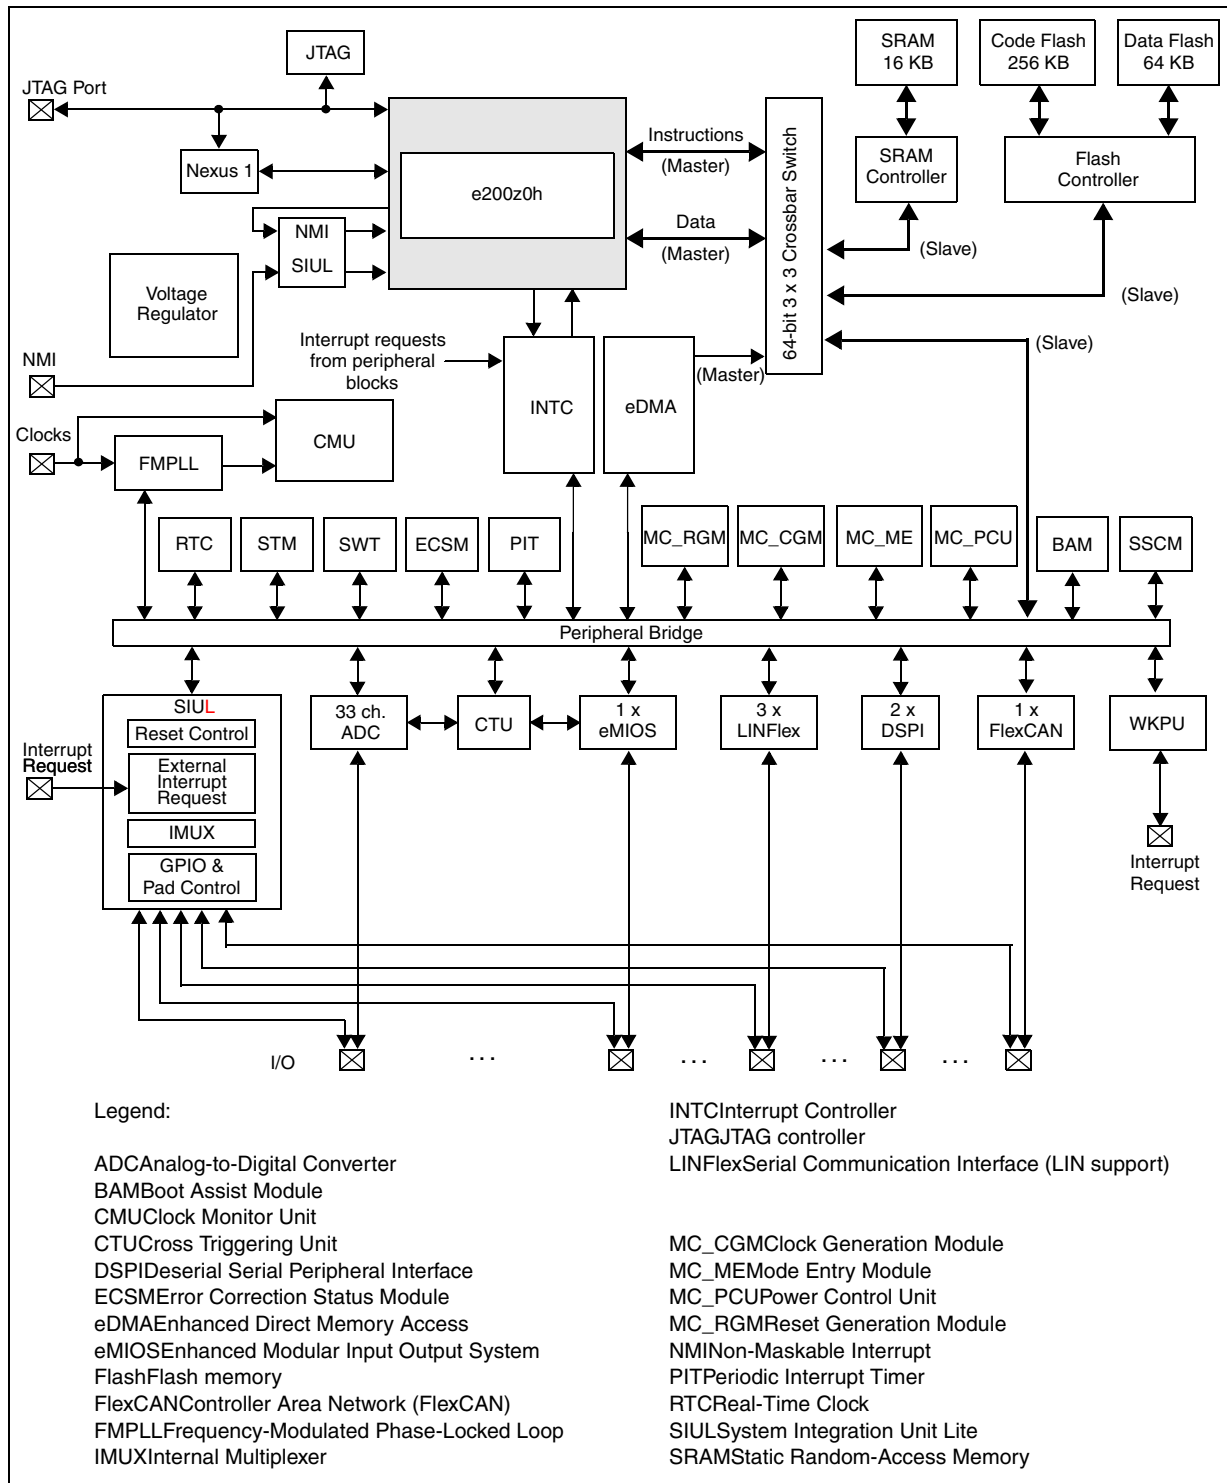 JTAG
SRAM
16 KB
Code Flash
256 KB
Data Flash
64 KB
JTAG Port
Nexus 1
e200z0h
Instructions
(Master)
Data
(Master)
64-bit 3 x 3 Crossbar Switch
SRAM
Controller
Flash
Controller
NMI
SIUL
(Slave)
(Slave)
(Slave)
Voltage
Regulator
NMI
Interrupt requests
from peripheral
blocks
INTC
eDMA
(Master)
Clocks
FMPLL
CMU
RTC
STM
SWT
ECSM
PIT
MC_RGM
MC_CGM
MC_ME
MC_PCU
BAM
SSCM
Peripheral Bridge
SIUL
Reset Control
External
Interrupt
Request
IMUX
GPIO &
Pad Control
Interrupt
Request
33 ch.
ADC
CTU
1 x
eMIOS
3 x
LINFlex
2 x
DSPI
1 x
FlexCAN
WKPU
Interrupt
Request
I/O
. . .
. . .
. . .
. . .
Legend:
ADCAnalog-to-Digital Converter
BAMBoot Assist Module
CMUClock Monitor Unit
CTUCross Triggering Unit
DSPIDeserial Serial Peripheral Interface
ECSMError Correction Status Module
eDMAEnhanced Direct Memory Access
eMIOSEnhanced Modular Input Output System
FlashFlash memory
FlexCANController Area Network (FlexCAN)
FMPLLFrequency-Modulated Phase-Locked Loop
IMUXInternal Multiplexer
INTCInterrupt Controller
JTAGJTAG controller
LINFlexSerial Communication Interface (LIN support)
MC_CGMClock Generation Module
MC_MEMode Entry Module
MC_PCUPower Control Unit
MC_RGMReset Generation Module
NMINon-Maskable Interrupt
PITPeriodic Interrupt Timer
RTCReal-Time Clock
SIULSystem Integration Unit Lite
SRAMStatic Random-Access Memory